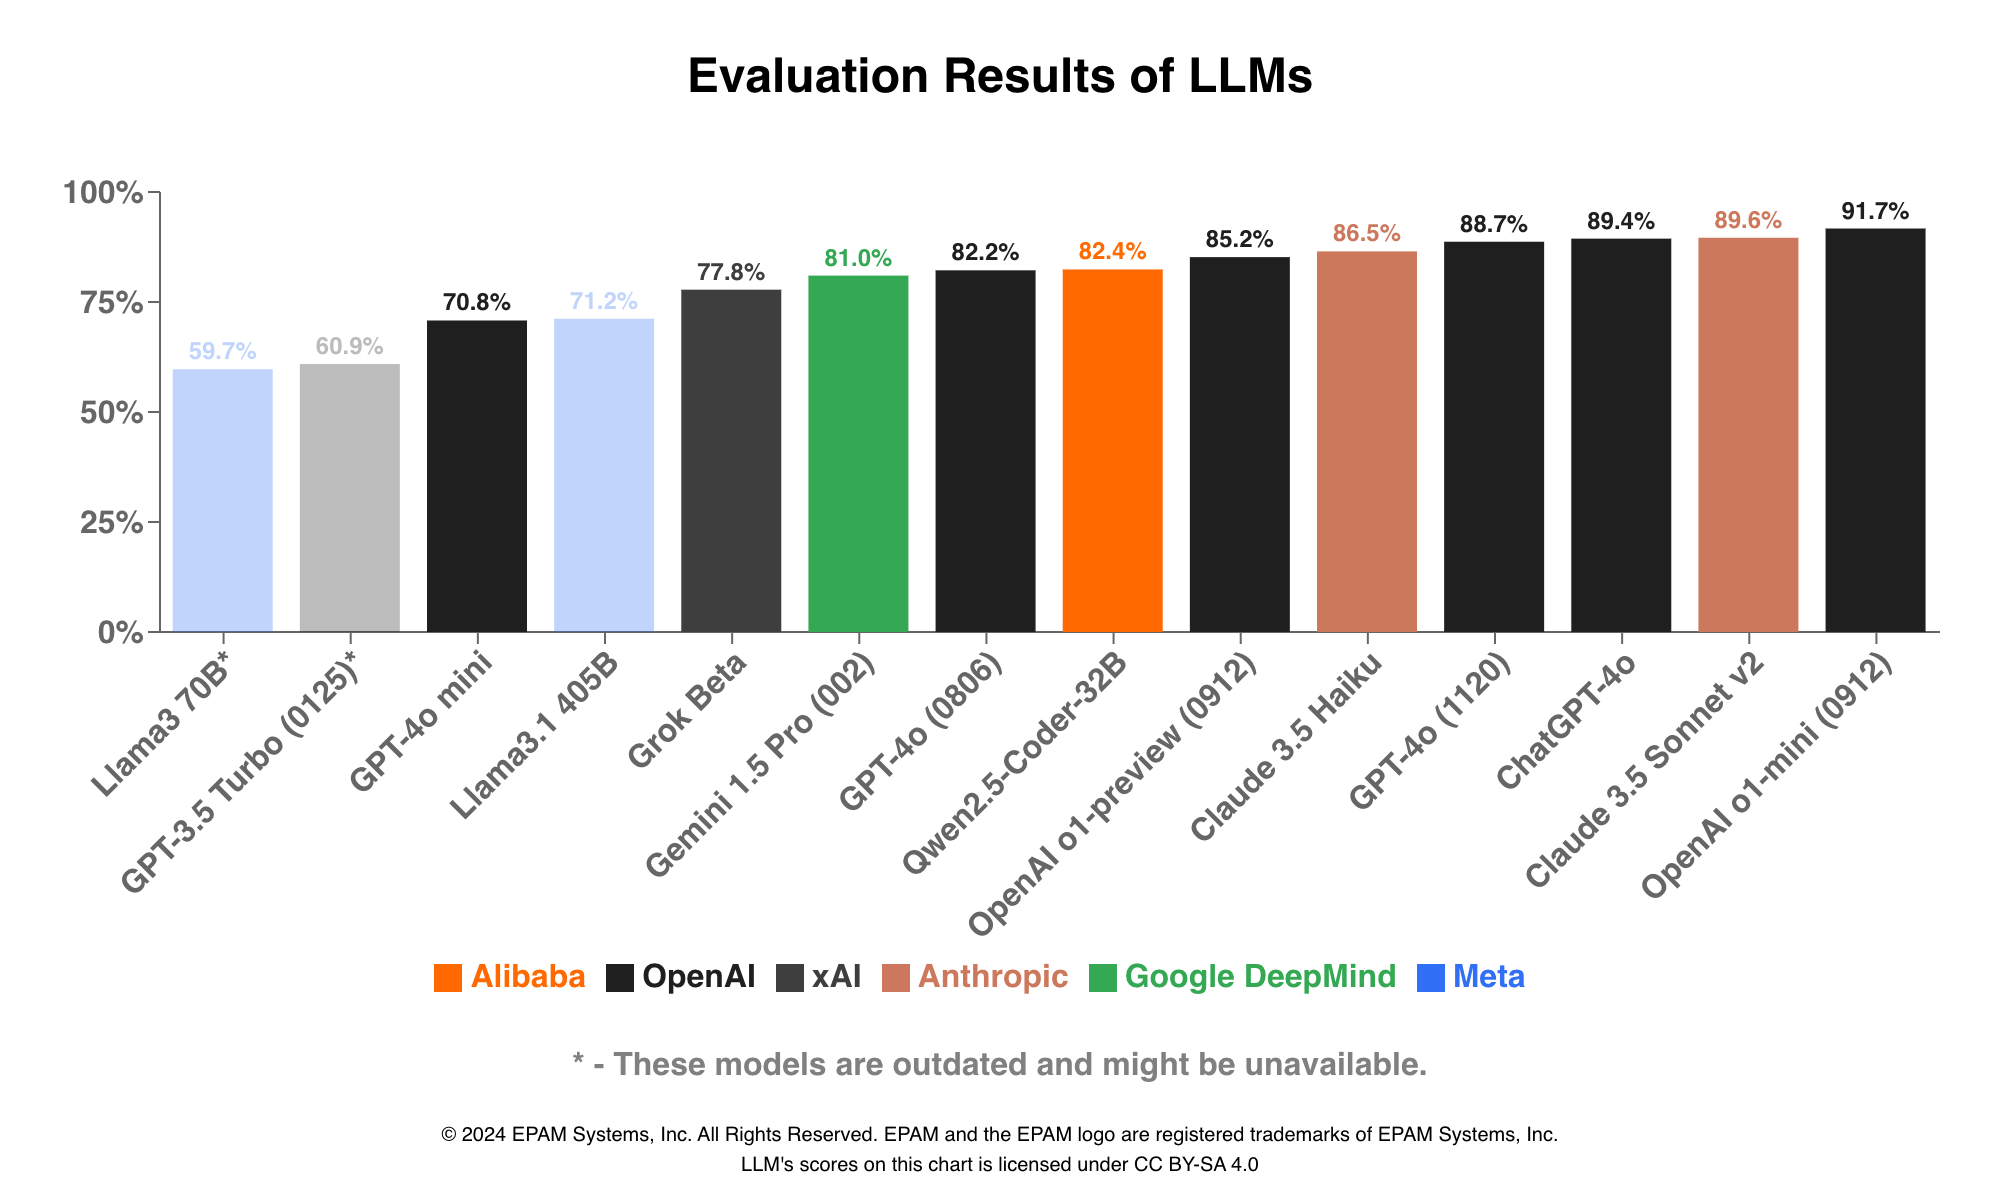 Evaluation Results of LLMs
100%
75%
50%
25%
0%
59.7%
60.9%
70.8%
71.2%
77.8%
81.0%
82.2%
82.4%
85.2%
86.5%
88.7%
89.4%
89.6%
91.7%
Llama3 70B*
GPT-3.5 Turbo (0125)*
GPT-4o mini
Llama3.1 405B
Grok Beta
Gemini 1.5 Pro (002)
GPT-4o (0806)
Qwen2.5-Coder-32B
OpenAI o1-preview (0912)
Claude 3.5 Haiku
GPT-4o (1120)
ChatGPT-4o
Claude 3.5 Sonnet v2
OpenAI o1-mini (0912)
Alibaba OpenAI xAI Anthropic Google DeepMind Meta
* - These models are outdated and might be unavailable.
© 2024 EPAM Systems, Inc. All Rights Reserved. EPAM and the EPAM logo are registered trademarks of EPAM Systems, Inc.
LLM's scores on this chart is licensed under CC BY-SA 4.0